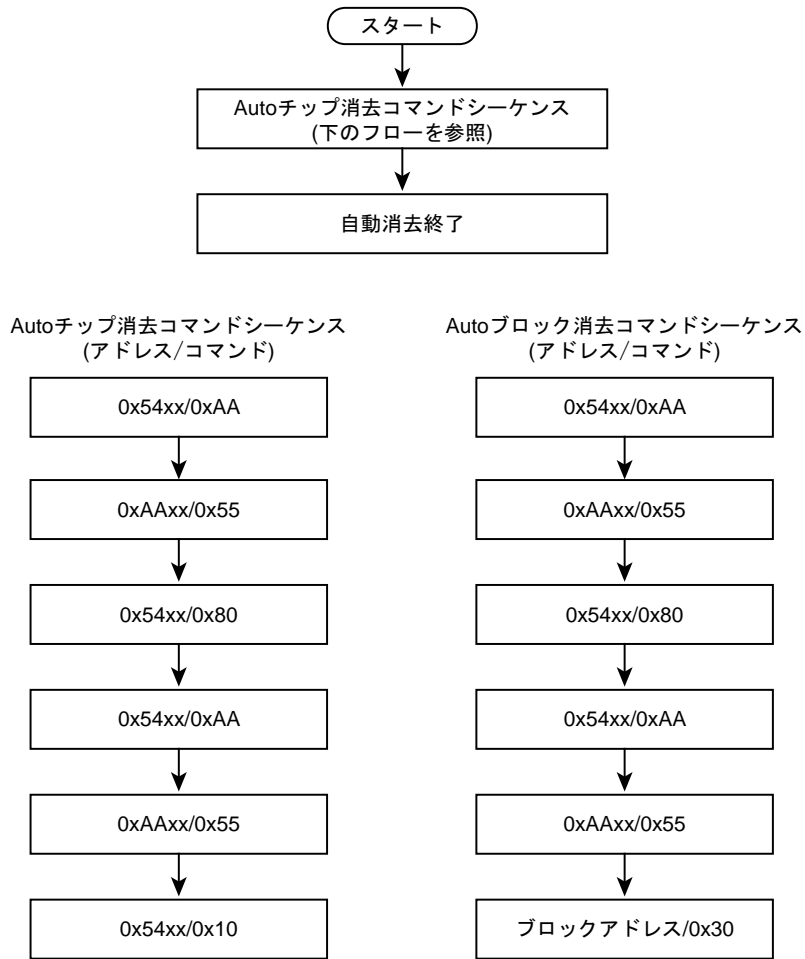 スタート
Autoチップ消去コマンドシーケンス
(下のフローを参照)
自動消去終了
Autoチップ消去コマンドシーケンス
(アドレス/コマンド)
0x54xx/0xAA
0xAAxx/0x55
0x54xx/0x80
0x54xx/0xAA
0xAAxx/0x55
0x54xx/0x10
Autoブロック消去コマンドシーケンス
(アドレス/コマンド)
0x54xx/0xAA
0xAAxx/0x55
0x54xx/0x80
0x54xx/0xAA
0xAAxx/0x55
ブロックアドレス/0x30